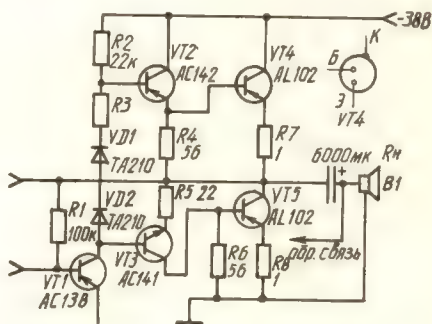 -38В
R2
22к
VT2
AC142
VT4
AL102
К
Б
Э
VT4
R3
VD1
TA210
R4
56
R7
1
6000мк
+
Rн
B1
R1
100к
VD2
TA210
R5 22
VT5
AL102
VT3
AC141
R6
56
R8
1
обр. связь
VT1
AC138